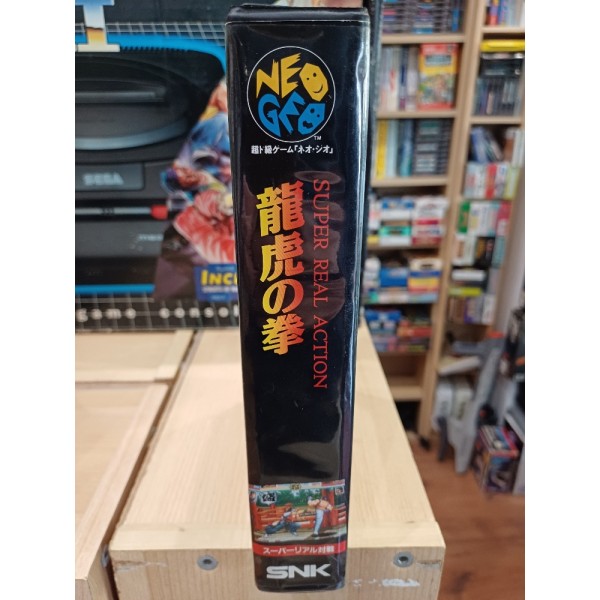 NEO
GEO
TM
超ド級ゲーム「ネオ・ジオ」
SUPER REAL ACTION
龍虎の拳
スーパーリアル対戦
SNK
SEGA